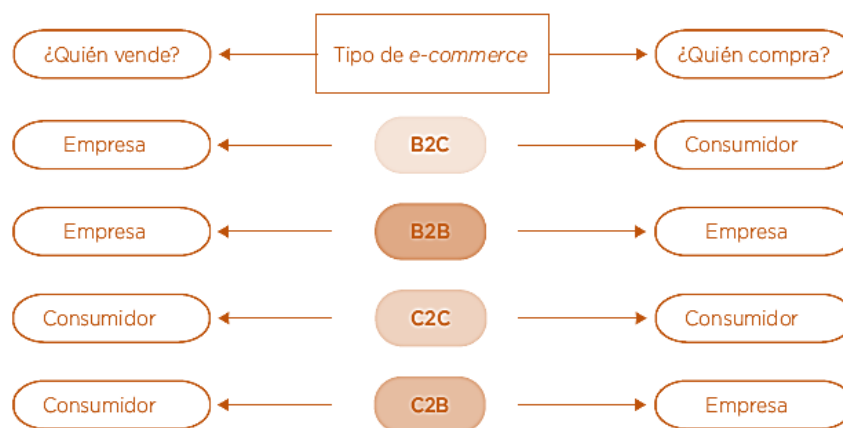 ¿Quién vende?
Tipo de e-commerce
¿Quién compra?
Empresa
B2C
Consumidor
Empresa
B2B
Empresa
Consumidor
C2C
Consumidor
Consumidor
C2B
Empresa